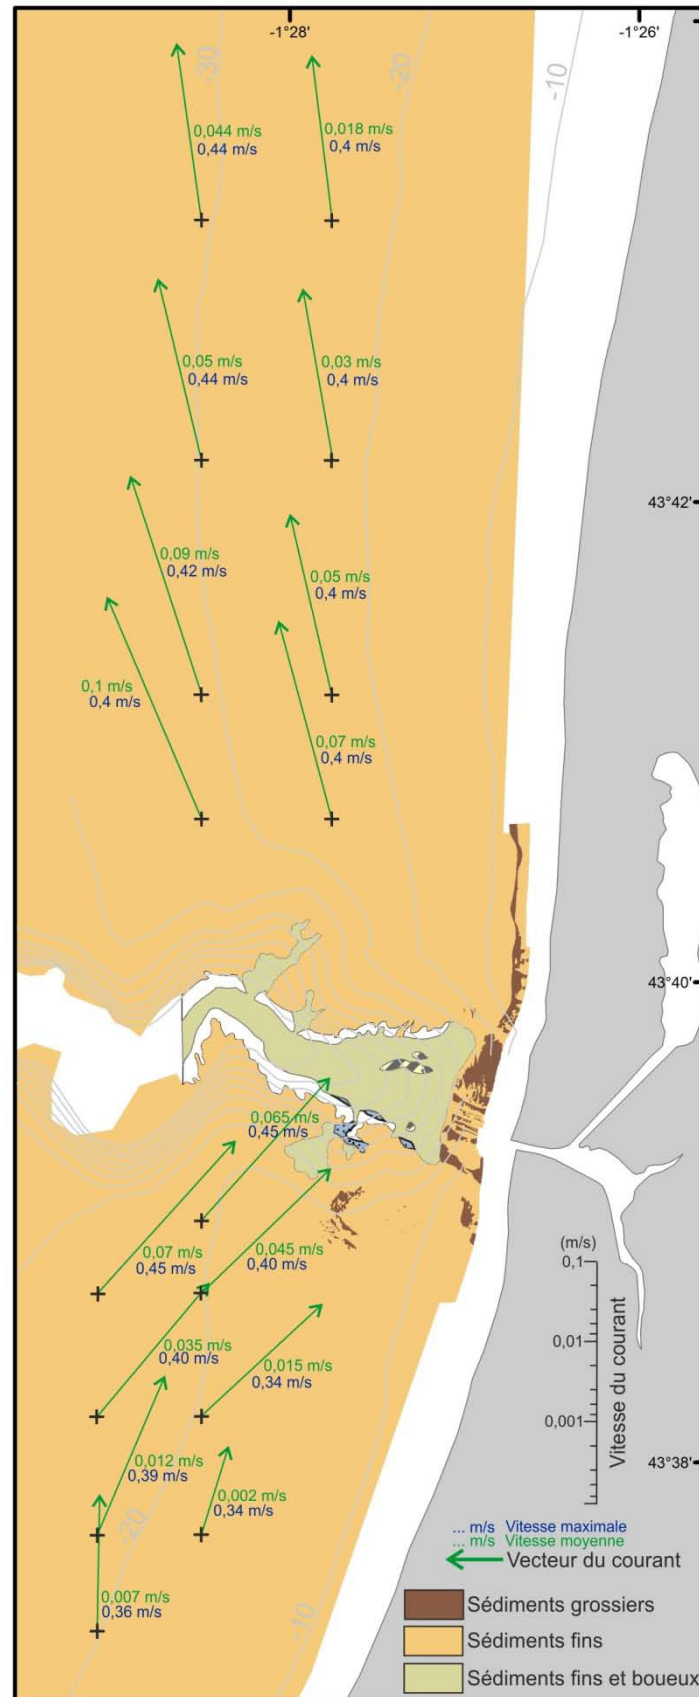 -1°28'
-1°26'
-30
-20
-10
0,044 m/s
0,44 m/s
0,018 m/s
0,4 m/s
0,05 m/s
0,44 m/s
0,03 m/s
0,4 m/s
43°42'
0,09 m/s
0,42 m/s
0,05 m/s
0,4 m/s
0,1 m/s
0,4 m/s
0,07 m/s
0,4 m/s
43°40'
0,065 m/s
0,45 m/s
0,07 m/s
0,45 m/s
0,045 m/s
0,40 m/s
0,035 m/s
0,40 m/s
0,015 m/s
0,34 m/s
0,012 m/s
0,39 m/s
0,002 m/s
0,34 m/s
0,007 m/s
0,36 m/s
-20
-10
(m/s)
0,1
0,01
0,001
Vitesse du courant
43°38'
... m/s Vitesse maximale
... m/s Vitesse moyenne
Vecteur du courant
Sédiments grossiers
Sédiments fins
Sédiments fins et boueux